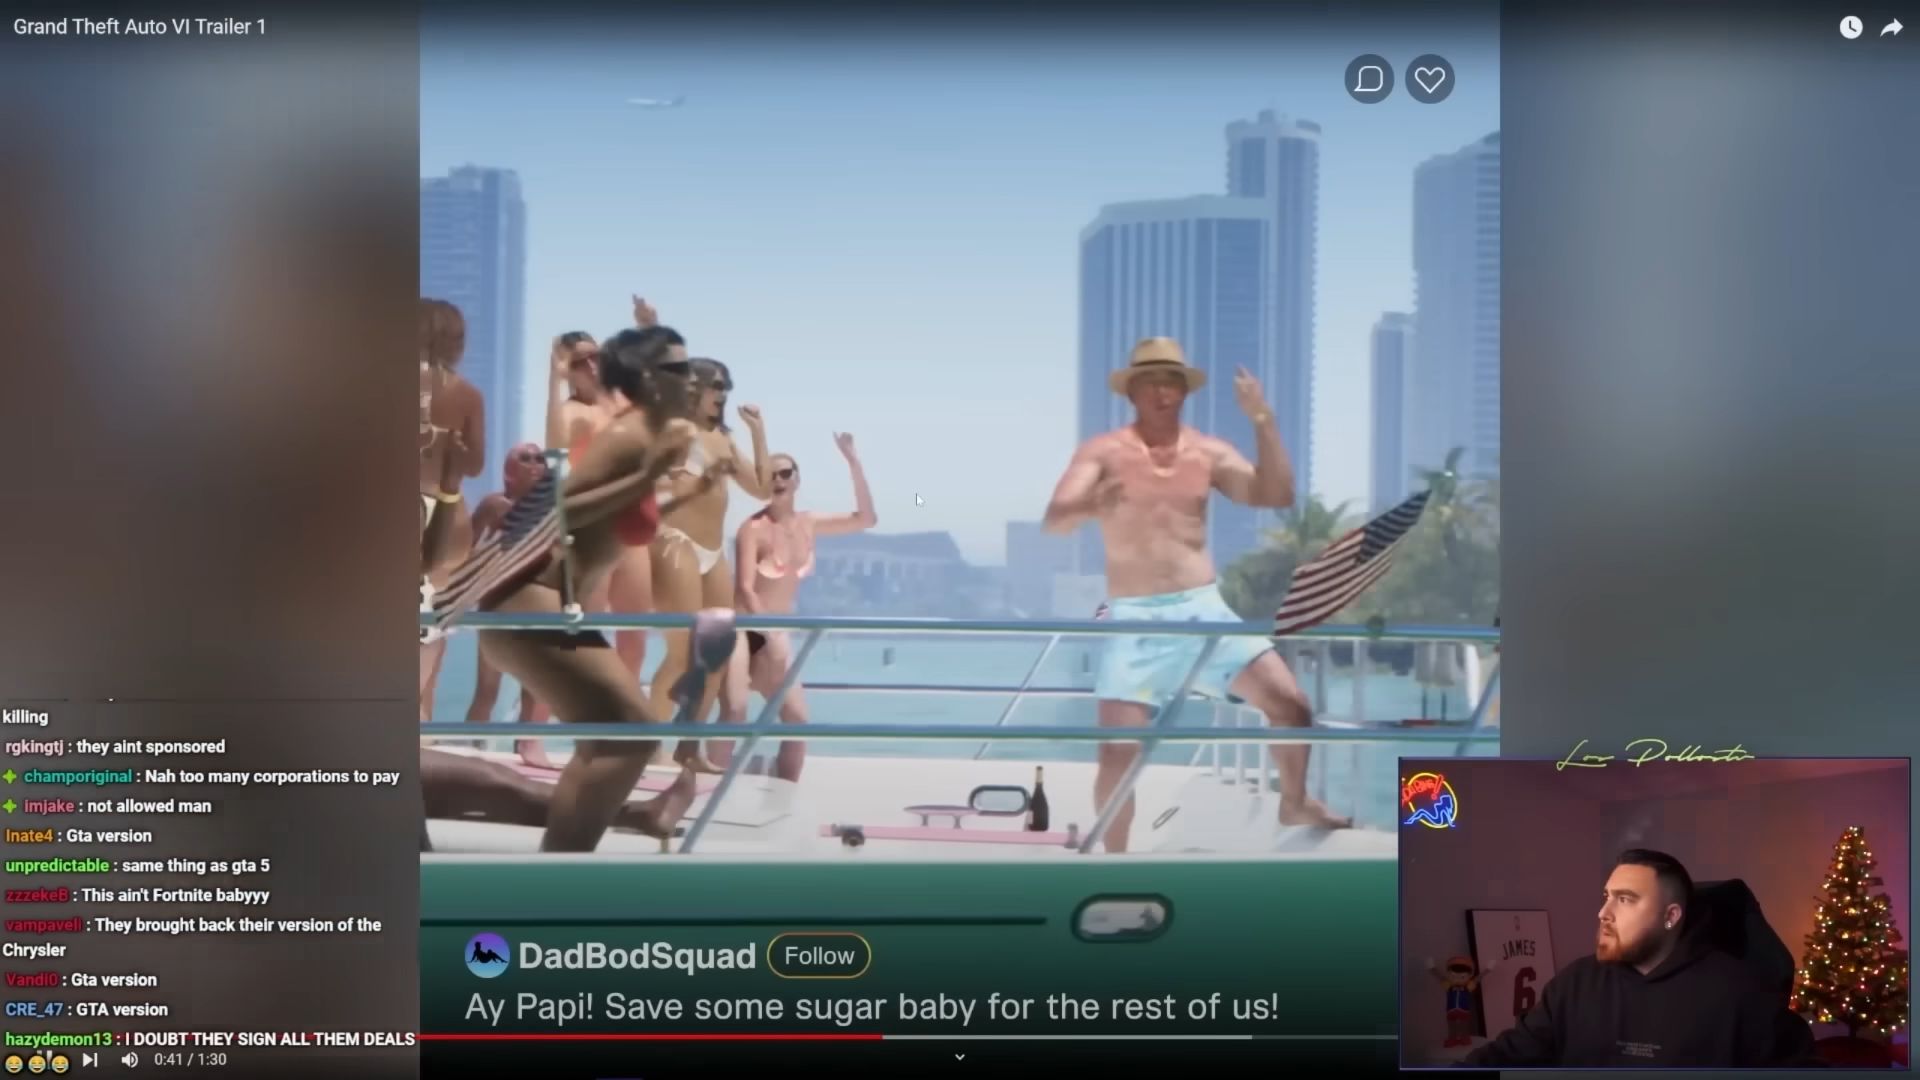 Grand Theft Auto VI Trailer 1
killing
rgkingtj : they aint sponsored
champoriginal : Nah too many corporations to pay
imjake : not allowed man
Inate4 : Gta version
unpredictable : same thing as gta 5
zzzekeB : This ain't Fortnite babyyy
vampaveli : They brought back their version of the
Chrysler
Vandl0 : Gta version
CRE_47 : GTA version
hazydemon13 : I DOUBT THEY SIGN ALL THEM DEALS
😂 😂 😂
0:41 / 1:30
DadBodSquad Follow
Ay Papi! Save some sugar baby for the rest of us!
JAMES
6